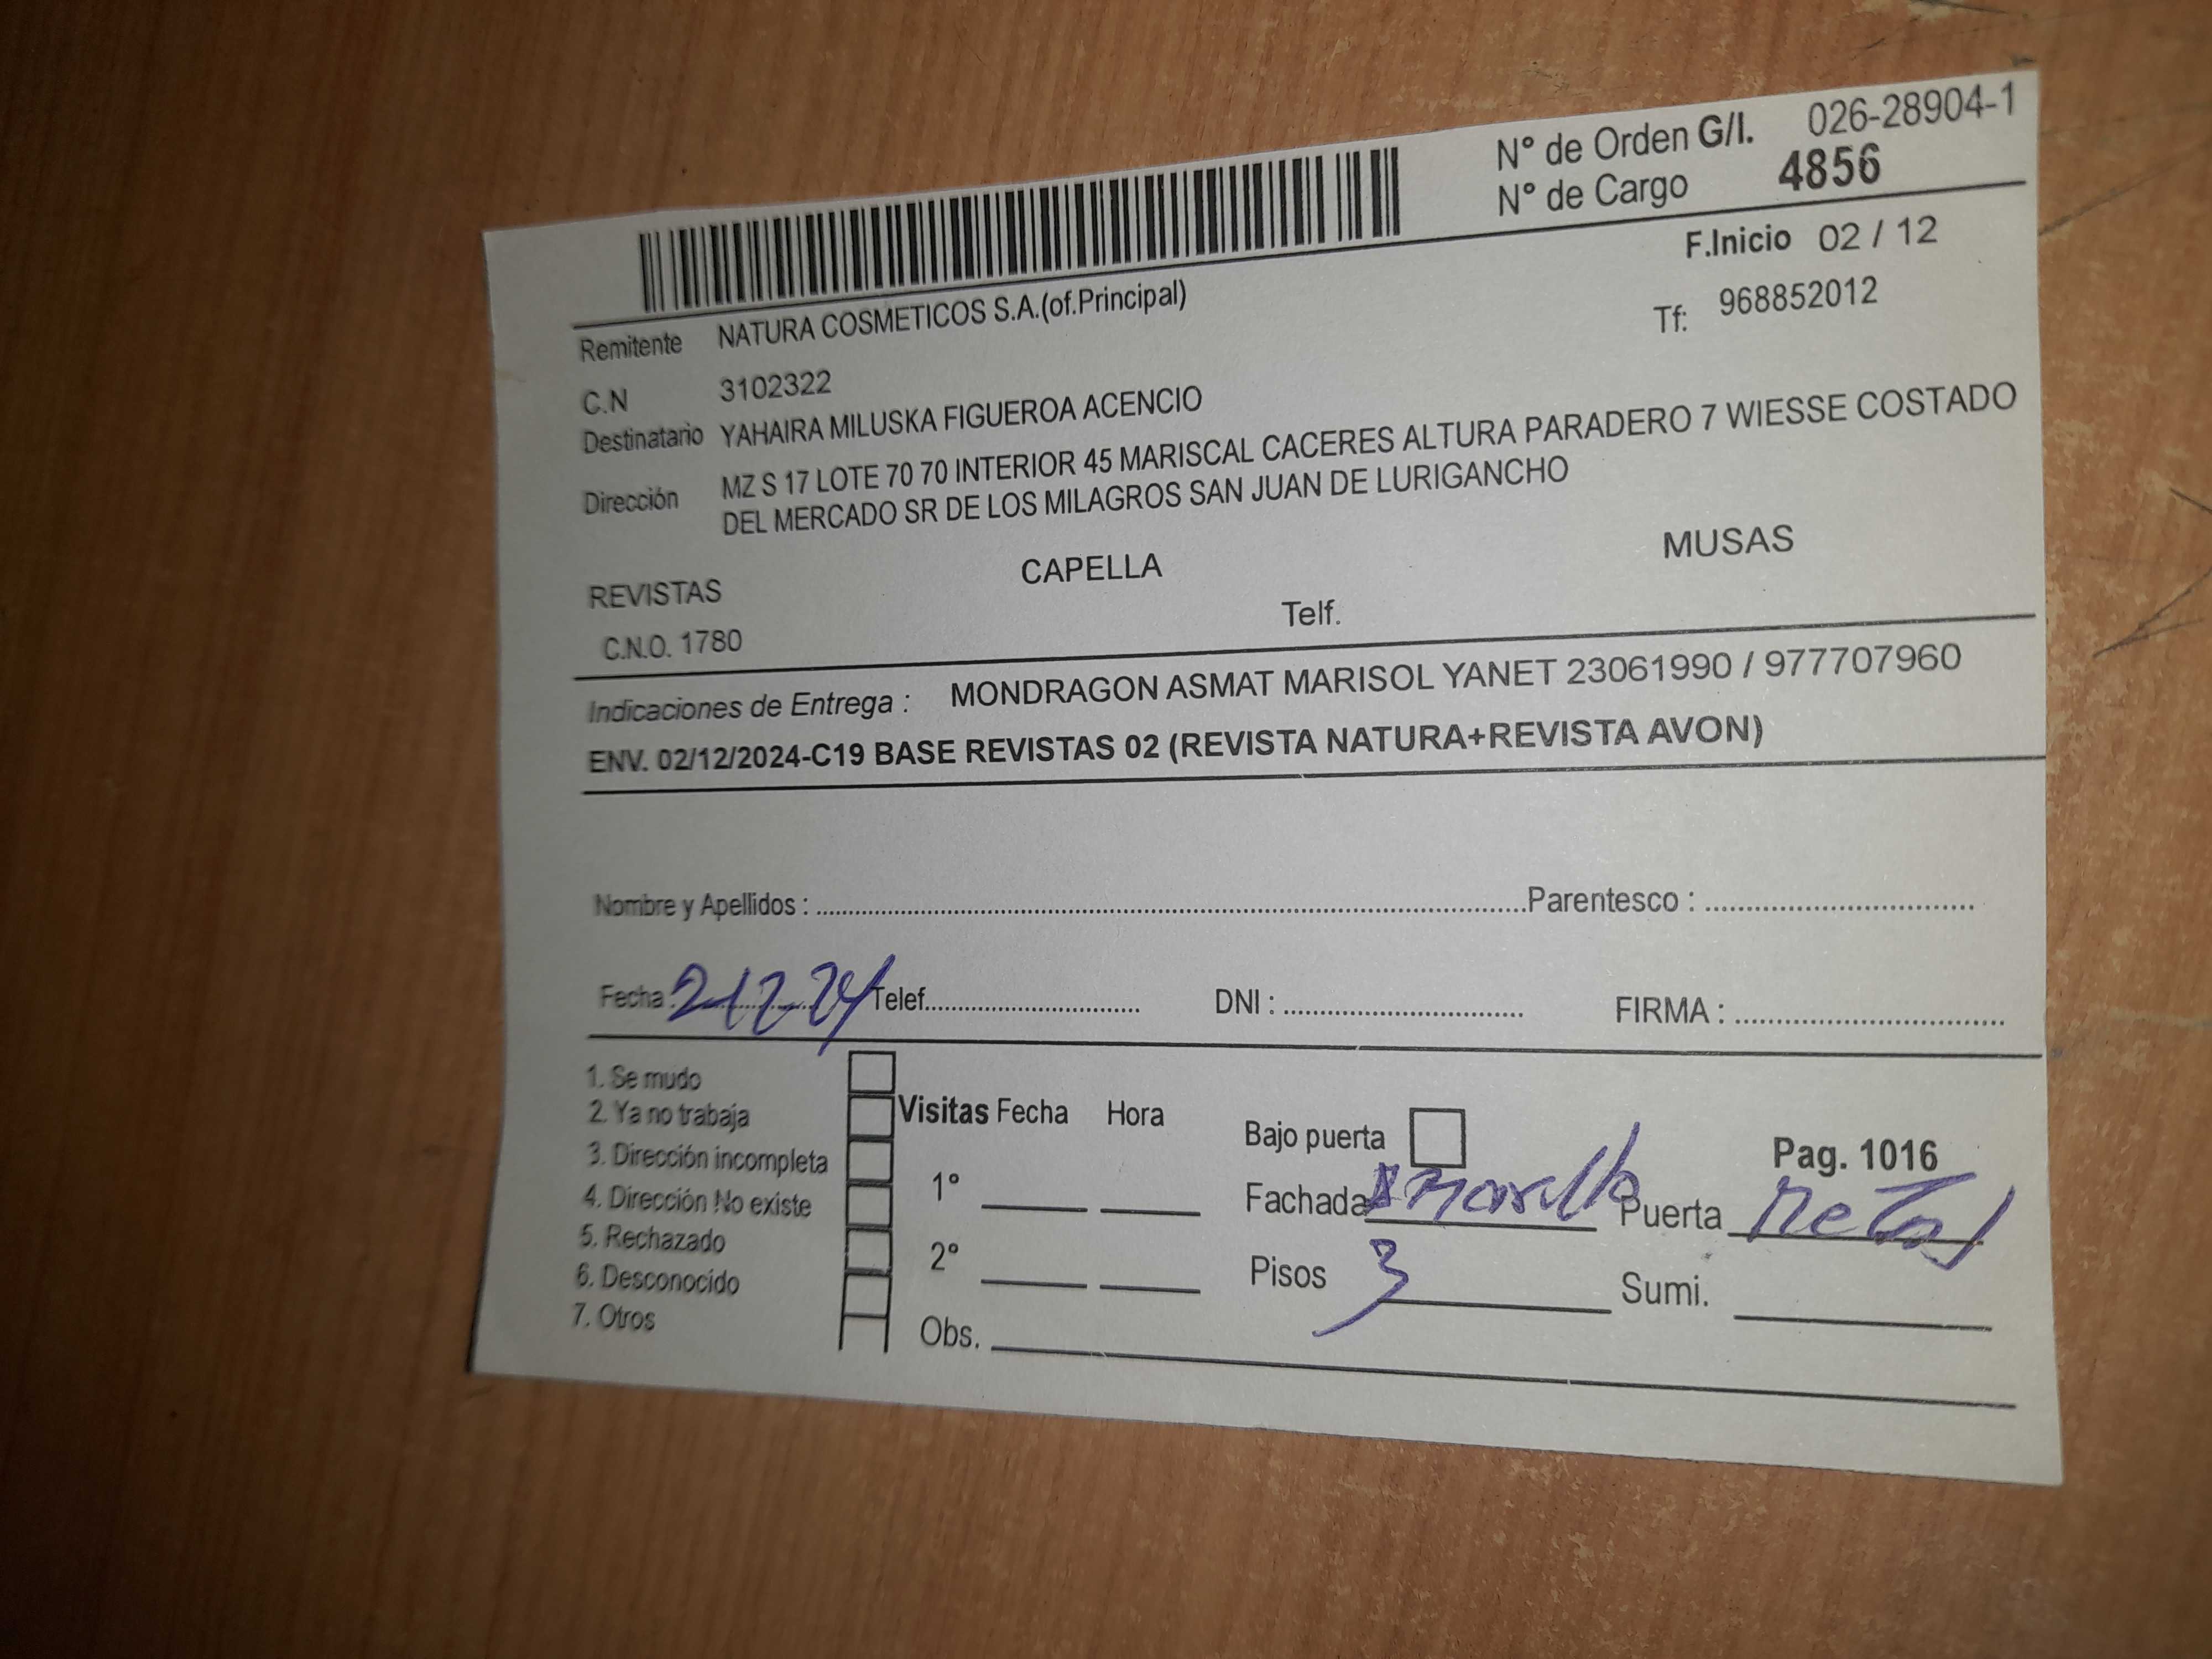 N° de Orden G/I. 026-28904-1
N° de Cargo 4856
F.Inicio 02 / 12
Remitente NATURA COSMETICOS S.A.(of.Principal)
Tf: 968852012
C.N 3102322
Destinatario YAHAIRA MILUSKA FIGUEROA ACENCIO
Dirección MZ S 17 LOTE 70 70 INTERIOR 45 MARISCAL CACERES ALTURA PARADERO 7 WIESSE COSTADO
DEL MERCADO SR DE LOS MILAGROS SAN JUAN DE LURIGANCHO
REVISTAS CAPELLA MUSAS
C.N.O. 1780 Telf.
Indicaciones de Entrega : MONDRAGON ASMAT MARISOL YANET 23061990 / 977707960
ENV. 02/12/2024-C19 BASE REVISTAS 02 (REVISTA NATURA+REVISTA AVON)
Nombre y Apellidos : Parentesco :
Fecha : 2-12-24 Telef. DNI : FIRMA :
1. Se mudo
2. Ya no trabaja
3. Dirección incompleta
4. Dirección No existe
5. Rechazado
6. Desconocido
7. Otros
Visitas Fecha Hora
1°
2°
Obs.
Bajo puerta Pag. 1016
Fachada Amarillo Puerta Metal
Pisos 3 Sumi.